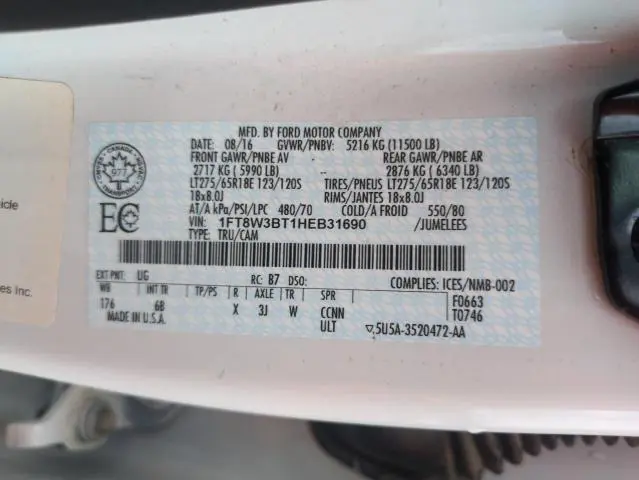 MFD. BY FORD MOTOR COMPANY
DATE: 08/16 GVWR/PNBV: 5216 KG (11500 LB)
FRONT GAWR/PNBE AV REAR GAWR/PNBE AR
2717 KG ( 5990 LB) 2876 KG ( 6340 LB)
LT275/65R18E 123/120S TIRES/PNEUS LT275/65R18E 123/120S
18x8.0J RIMS/JANTES 18x8.0J
AT/A kPa/PSI/LPC 480/70 COLD/A FROID 550/80
VIN: 1FT8W3BT1HEB31690 /JUMELEES
TYPE: TRU/CAM
CANADA
977
EC
EXT PNT: UG RC: B7 DSO: COMPLIES: ICES/NMB-002
WB INT TR TP/PS R AXLE TR SPR F0663
176 6B X 3J W CCNN T0746
MADE IN U.S.A. ULT ▽5U5A-3520472-AA
hicle
es Inc.